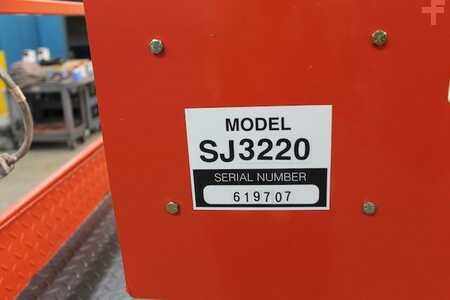 MODEL
SJ3220
SERIAL NUMBER
619707